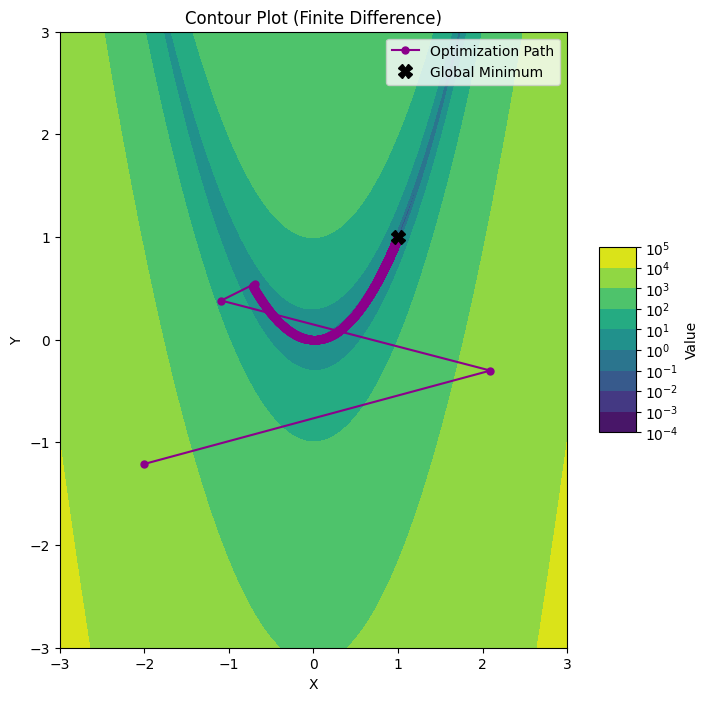 Contour Plot (Finite Difference)
Optimization Path
Global Minimum
3
2
1
0
−1
−2
−3
Y
−3 −2 −1 0 1 2 3
X
10^5
10^4
10^3
10^2
10^1
10^0
10^−1
10^−2
10^−3
10^−4
Value